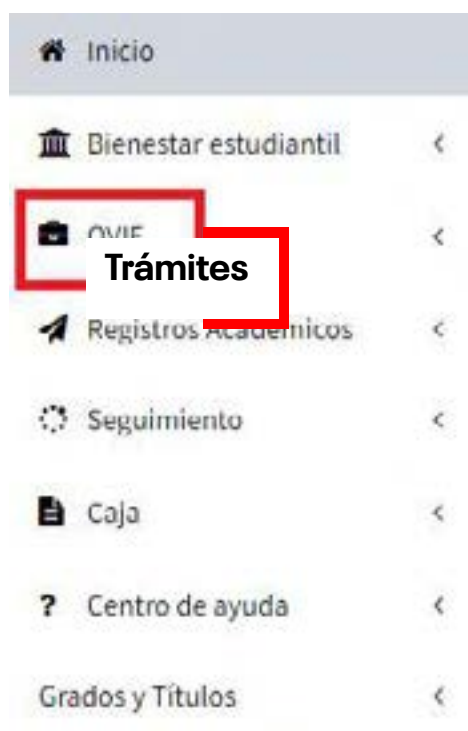 Inicio
Bienestar estudiantil
OVIE
Trámites
Registros Académicos
Seguimiento
Caja
? Centro de ayuda
Grados y Títulos